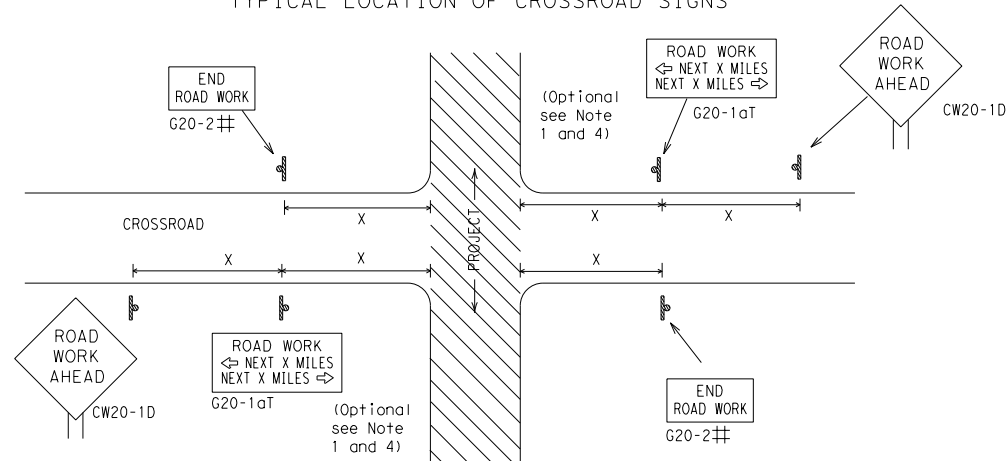 TYPICAL LOCATION OF CROSSROAD SIGNS
END
ROAD WORK
G20-2‡‡
ROAD WORK
⇦ NEXT X MILES
NEXT X MILES ⇨
G20-1aT
(Optional
see Note
1 and 4)
ROAD
WORK
AHEAD
CW20-1D
X
X
X
CROSSROAD
PROJECT
X
X
X
ROAD
WORK
AHEAD
CW20-1D
ROAD WORK
⇦ NEXT X MILES
NEXT X MILES ⇨
G20-1aT
(Optional
see Note
1 and 4)
END
ROAD WORK
G20-2‡‡